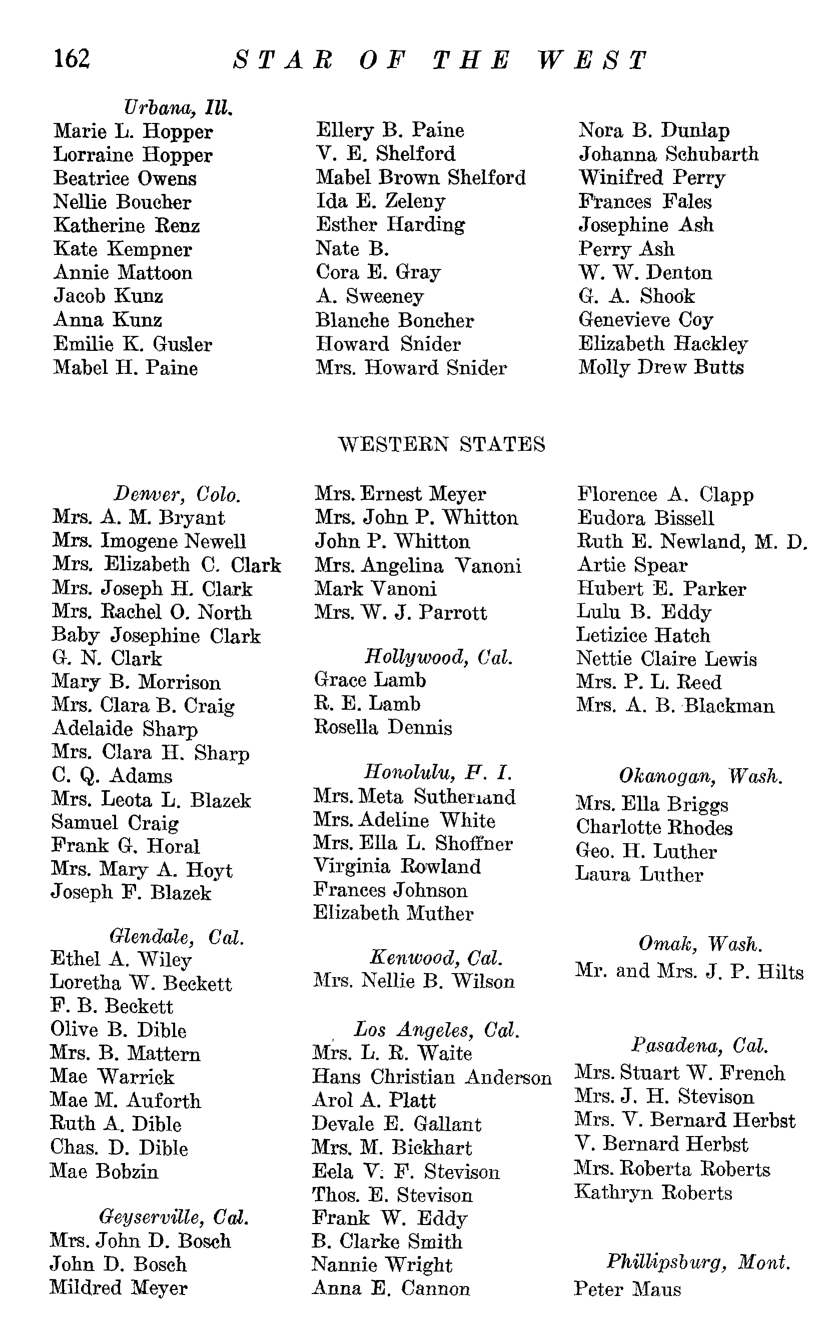 162 STAR OF THE WEST
Urbana, Ill.
Marie L. Hopper
Lorraine Hopper
Beatrice Owens
Nellie Boucher
Katherine Renz
Kate Kempner
Annie Mattoon
Jacob Kunz
Anna Kunz
Emilie K. Gusler
Mabel H. Paine
Ellery B. Paine
V. E. Shelford
Mabel Brown Shelford
Ida E. Zeleny
Esther Harding
Nate B.
Cora E. Gray
A. Sweeney
Blanche Boncher
Howard Snider
Mrs. Howard Snider
Nora B. Dunlap
Johanna Schubarth
Winifred Perry
Frances Fales
Josephine Ash
Perry Ash
W. W. Denton
G. A. Shook
Genevieve Coy
Elizabeth Hackley
Molly Drew Butts
WESTERN STATES
Denver, Colo.
Mrs. A. M. Bryant
Mrs. Imogene Newell
Mrs. Elizabeth C. Clark
Mrs. Joseph H. Clark
Mrs. Rachel O. North
Baby Josephine Clark
G. N. Clark
Mary B. Morrison
Mrs. Clara B. Craig
Adelaide Sharp
Mrs. Clara H. Sharp
C. Q. Adams
Mrs. Leota L. Blazek
Samuel Craig
Frank G. Horal
Mrs. Mary A. Hoyt
Joseph F. Blazek
Glendale, Cal.
Ethel A. Wiley
Loretha W. Beckett
F. B. Beckett
Olive B. Dible
Mrs. B. Mattern
Mae Warrick
Mae M. Auforth
Ruth A. Dible
Chas. D. Dible
Mae Bobzin
Geyserville, Cal.
Mrs. John D. Bosch
John D. Bosch
Mildred Meyer
Mrs. Ernest Meyer
Mrs. John P. Whitton
John P. Whitton
Mrs. Angelina Vanoni
Mark Vanoni
Mrs. W. J. Parrott
Hollywood, Cal.
Grace Lamb
R. E. Lamb
Rosella Dennis
Honolulu, H. I.
Mrs. Meta Sutherland
Mrs. Adeline White
Mrs. Ella L. Shoffner
Virginia Rowland
Frances Johnson
Elizabeth Muther
Kenwood, Cal.
Mrs. Nellie B. Wilson
Los Angeles, Cal.
Mrs. L. R. Waite
Hans Christian Anderson
Arol A. Platt
Devale E. Gallant
Mrs. M. Bickhart
Eela V. F. Stevison
Thos. E. Stevison
Frank W. Eddy
B. Clarke Smith
Nannie Wright
Anna E. Cannon
Florence A. Clapp
Eudora Bissell
Ruth E. Newland, M. D.
Artie Spear
Hubert E. Parker
Lulu B. Eddy
Letizice Hatch
Nettie Claire Lewis
Mrs. P. L. Reed
Mrs. A. B. Blackman
Okanogan, Wash.
Mrs. Ella Briggs
Charlotte Rhodes
Geo. H. Luther
Laura Luther
Omak, Wash.
Mr. and Mrs. J. P. Hilts
Pasadena, Cal.
Mrs. Stuart W. French
Mrs. J. H. Stevison
Mrs. V. Bernard Herbst
V. Bernard Herbst
Mrs. Roberta Roberts
Kathryn Roberts
Phillipsburg, Mont.
Peter Maus